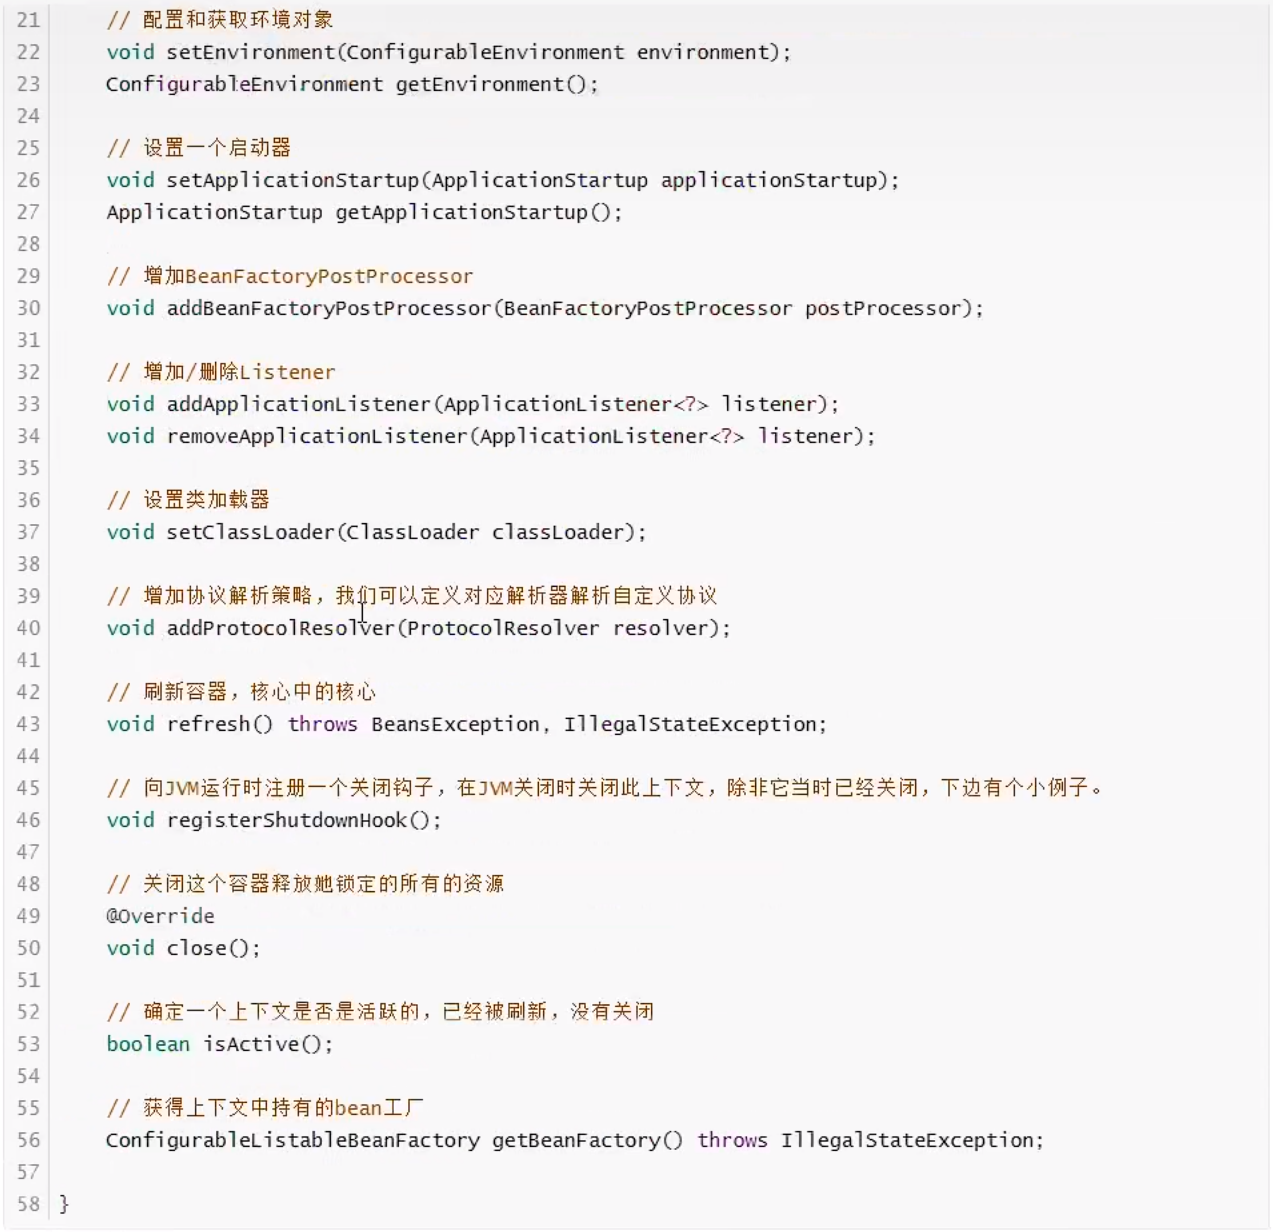 21 // 配置和获取环境对象
22 void setEnvironment(ConfigurableEnvironment environment);
23 ConfigurableEnvironment getEnvironment();
24
25 // 设置一个启动器
26 void setApplicationStartup(ApplicationStartup applicationStartup);
27 ApplicationStartup getApplicationStartup();
28
29 // 增加BeanFactoryPostProcessor
30 void addBeanFactoryPostProcessor(BeanFactoryPostProcessor postProcessor);
31
32 // 增加/删除Listener
33 void addApplicationListener(ApplicationListener<?> listener);
34 void removeApplicationListener(ApplicationListener<?> listener);
35
36 // 设置类加载器
37 void setClassLoader(ClassLoader classLoader);
38
39 // 增加协议解析策略，我们可以定义对应解析器解析自定义协议
40 void addProtocolResolver(ProtocolResolver resolver);
41
42 // 刷新容器，核心中的核心
43 void refresh() throws BeansException, IllegalStateException;
44
45 // 向JVM运行时注册一个关闭钩子，在JVM关闭时关闭此上下文，除非它当时已经关闭，下边有个小例子。
46 void registerShutdownHook();
47
48 // 关闭这个容器释放她锁定的所有的资源
49 @Override
50 void close();
51
52 // 确定一个上下文是否是活跃的，已经被刷新，没有关闭
53 boolean isActive();
54
55 // 获得上下文中持有的bean工厂
56 ConfigurableListableBeanFactory getBeanFactory() throws IllegalStateException;
57
58 }